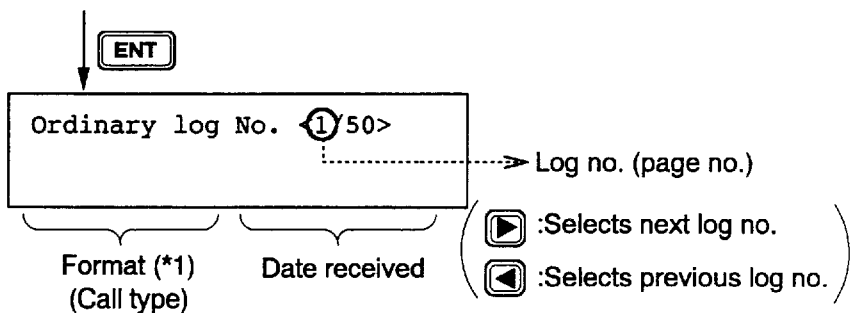 ENT
Ordinary log No. <1/50>
Log no. (page no.)
:Selects next log no.
:Selects previous log no.
Format (*1)
(Call type)
Date received